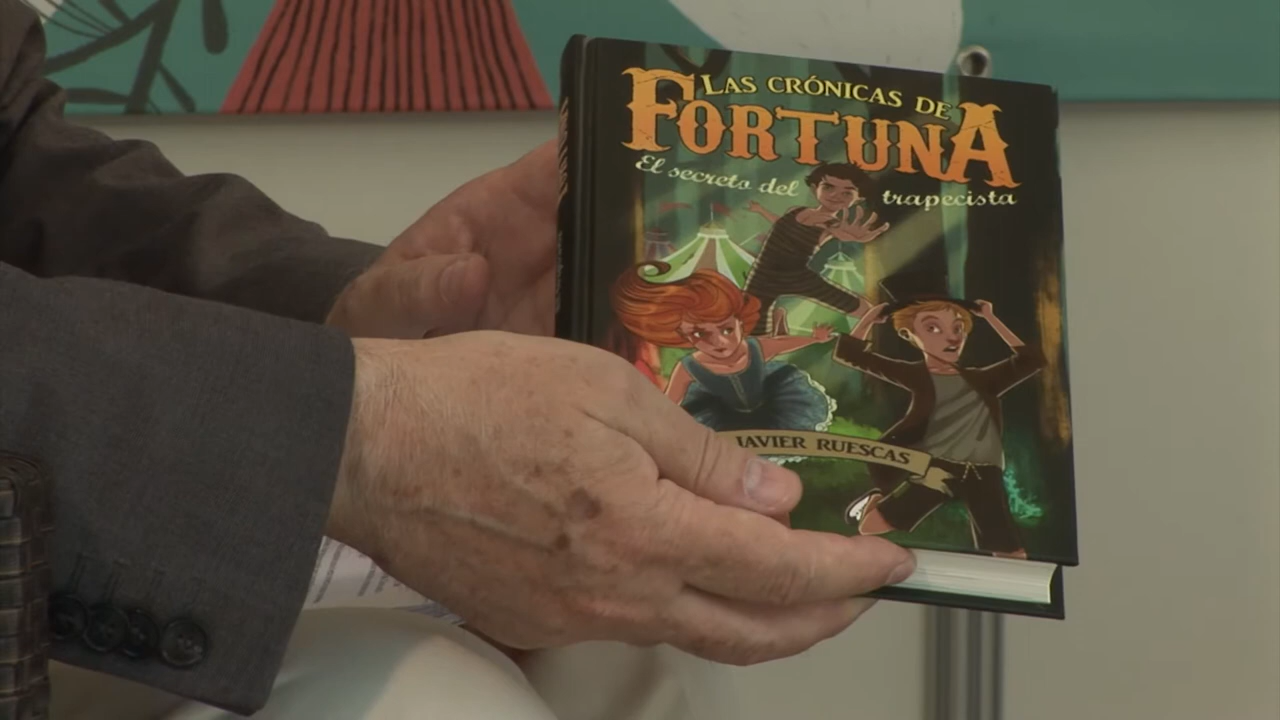 LAS CRÓNICAS DE
FORTUNA
El secreto del trapecista
JAVIER RUESCAS